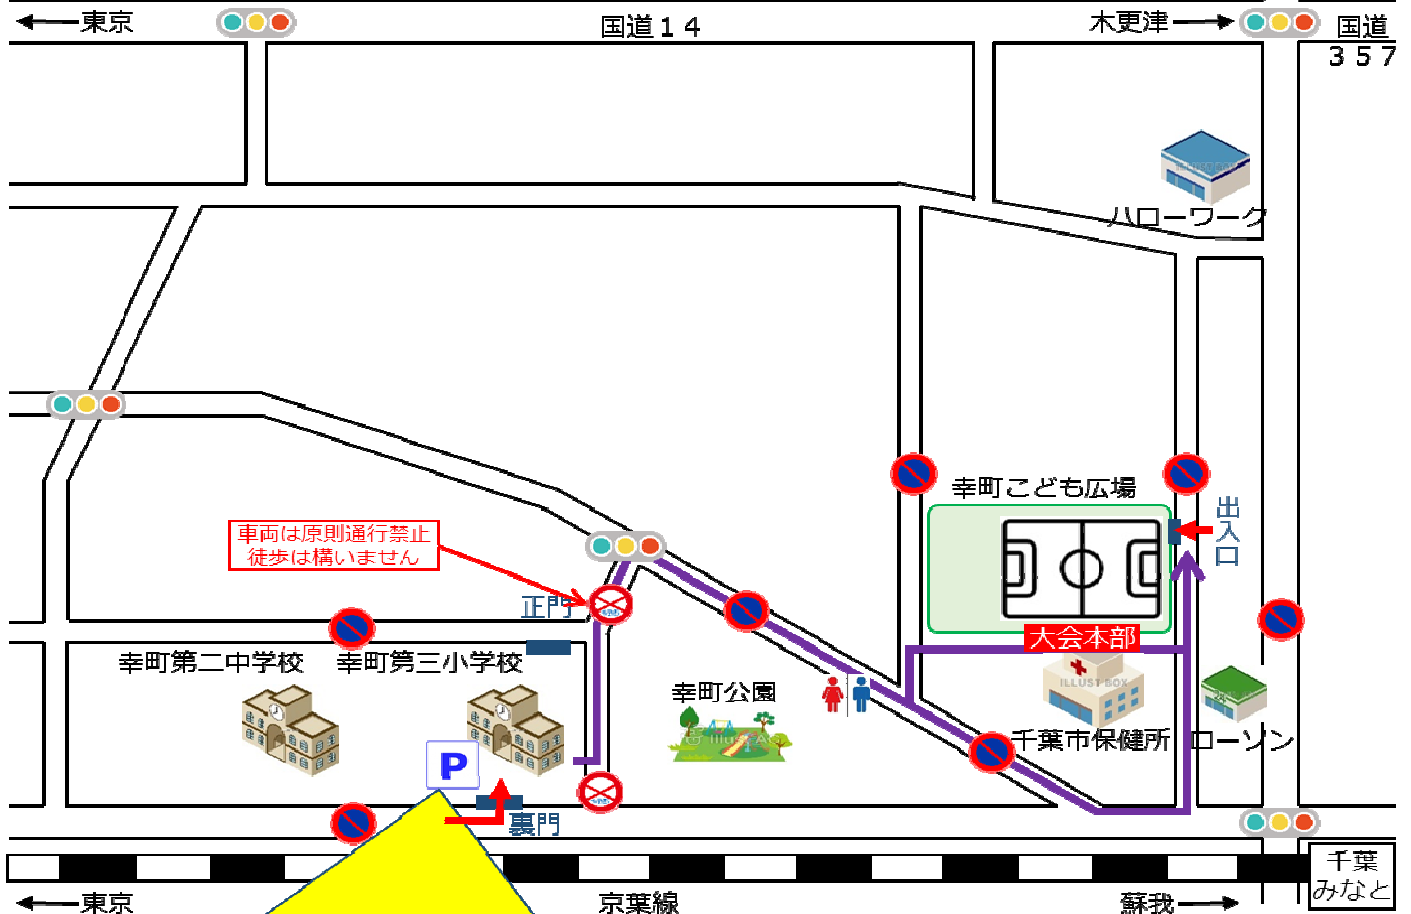 東京
国道１４
木更津
国道
３５７
ILLUST BOX
ハローワーク
幸町こども広場
出入口
車両は原則通行禁止
徒歩は構いません
正門
大会本部
幸町第二中学校
幸町第三小学校
ILLUST BOX
幸町公園
千葉市保健所
ローソン
P
裏門
千葉
みなと
東京
京葉線
蘇我